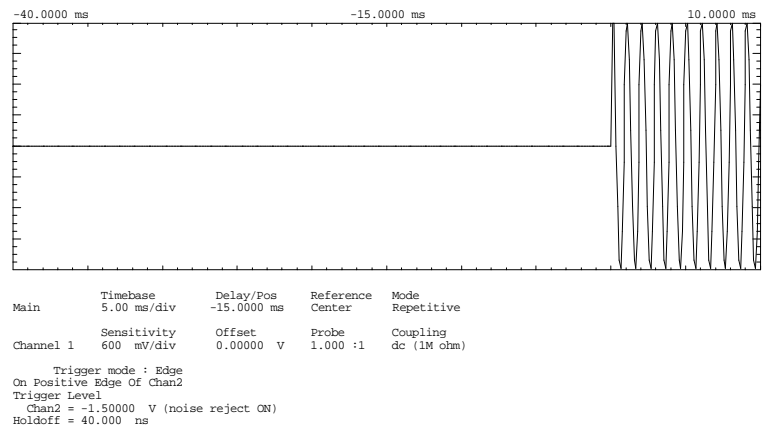 -40.0000 ms -15.0000 ms 10.0000 ms
Timebase Delay/Pos Reference Mode
Main 5.00 ms/div -15.0000 ms Center Repetitive
Sensitivity Offset Probe Coupling
Channel 1 600 mV/div 0.00000 V 1.000 :1 dc (1M ohm)
Trigger mode : Edge
On Positive Edge Of Chan2
Trigger Level
Chan2 = -1.50000 V (noise reject ON)
Holdoff = 40.000 ns